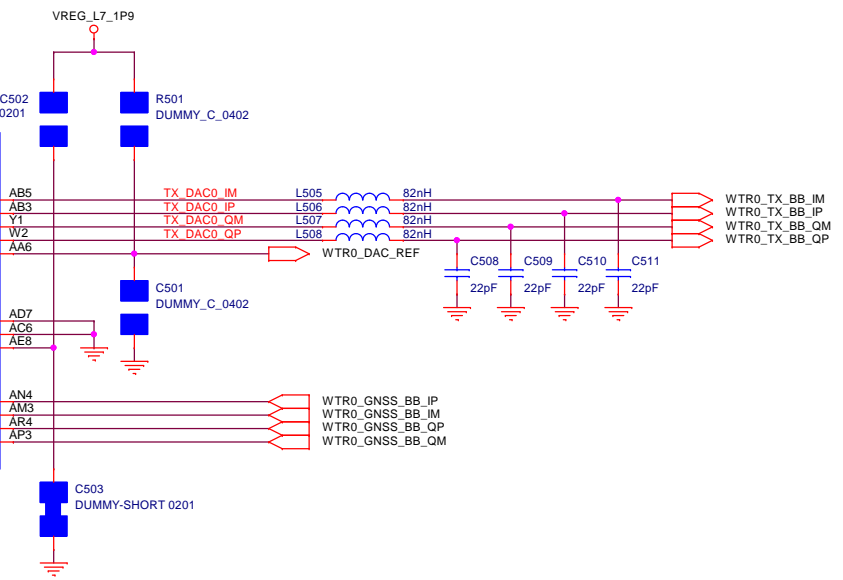 VREG_L7_1P9
C502
0201
R501
DUMMY_C_0402
AB5 TX_DAC0_IM L505 82nH WTR0_TX_BB_IM
AB3 TX_DAC0_IP L506 82nH WTR0_TX_BB_IP
Y1 TX_DAC0_QM L507 82nH WTR0_TX_BB_QM
W2 TX_DAC0_QP L508 82nH WTR0_TX_BB_QP
AA6 WTR0_DAC_REF
C508 C509 C510 C511
22pF 22pF 22pF 22pF
C501
DUMMY_C_0402
AD7
AC6
AE8
AN4 WTR0_GNSS_BB_IP
AM3 WTR0_GNSS_BB_IM
AR4 WTR0_GNSS_BB_QP
AP3 WTR0_GNSS_BB_QM
C503
DUMMY-SHORT 0201